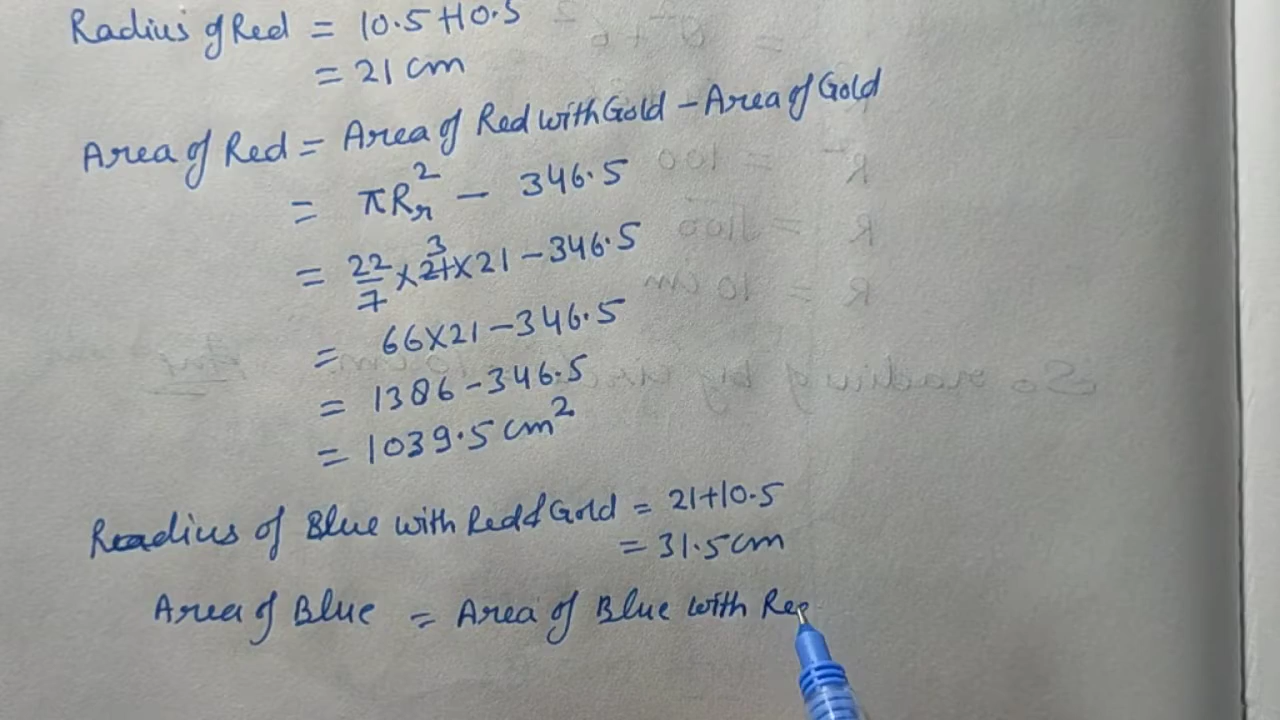 Radius of Red = 10.5+10.5
= 21 cm
Area of Red = Area of Red with Gold - Area of Gold
= πRr² - 346.5
= 22/7 × 21 3 × 21 - 346.5
= 66×21 - 346.5
= 1386 - 346.5
= 1039.5 cm²
Readius of Blue with Red & Gold = 21+10.5
= 31.5 cm
Area of Blue = Area of Blue with Re